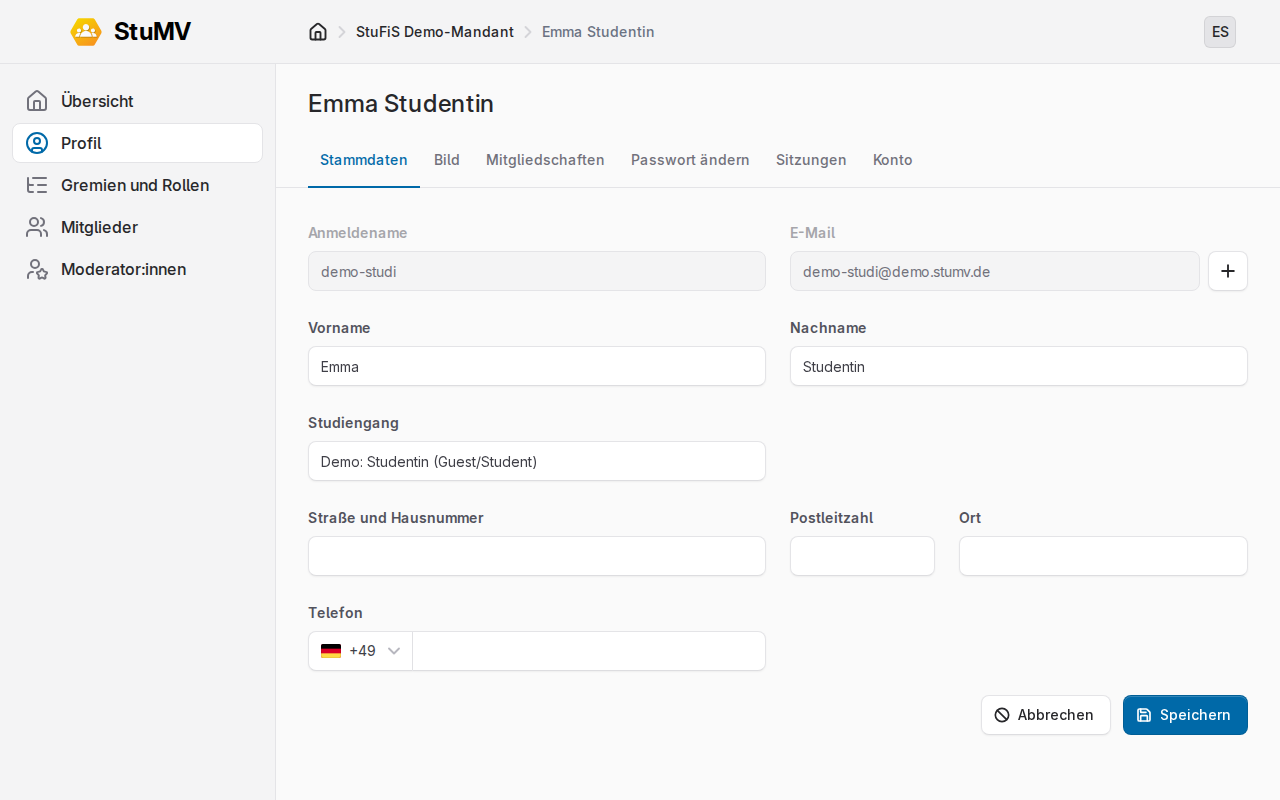 StuMV
StuFiS Demo-Mandant
Emma Studentin
ES
Übersicht
Profil
Gremien und Rollen
Mitglieder
Moderator:innen
Emma Studentin
Stammdaten
Bild
Mitgliedschaften
Passwort ändern
Sitzungen
Konto
Anmeldename
E-Mail
demo-studi
demo-studi@demo.stumv.de
Vorname
Nachname
Emma
Studentin
Studiengang
Demo: Studentin (Guest/Student)
Straße und Hausnummer
Postleitzahl
Ort
Telefon
+49
Abbrechen
Speichern